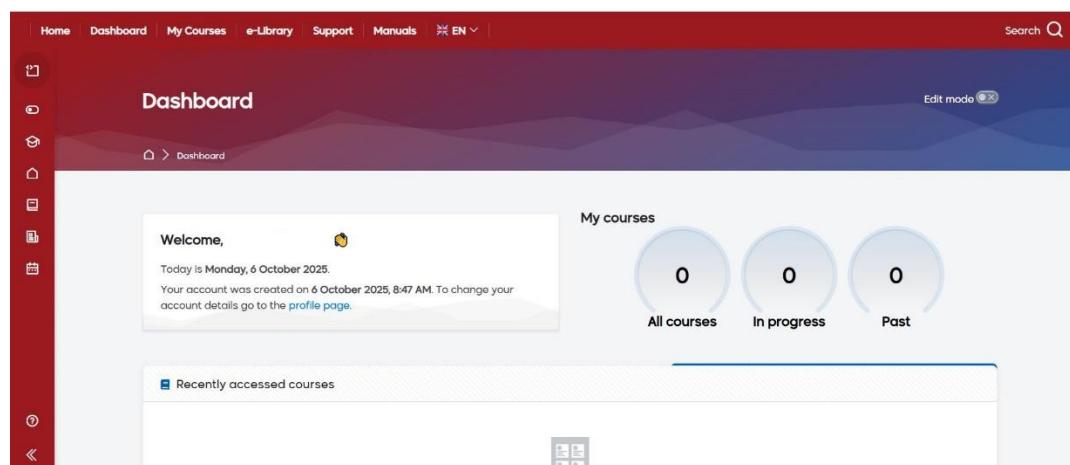 Home Dashboard My Courses e-Library Support Manuals EN
Search
Dashboard
Edit mode
Dashboard
Welcome,
Today is Monday, 6 October 2025.
Your account was created on 6 October 2025, 8:47 AM. To change your
account details go to the profile page.
My courses
0 0 0
All courses In progress Past
Recently accessed courses